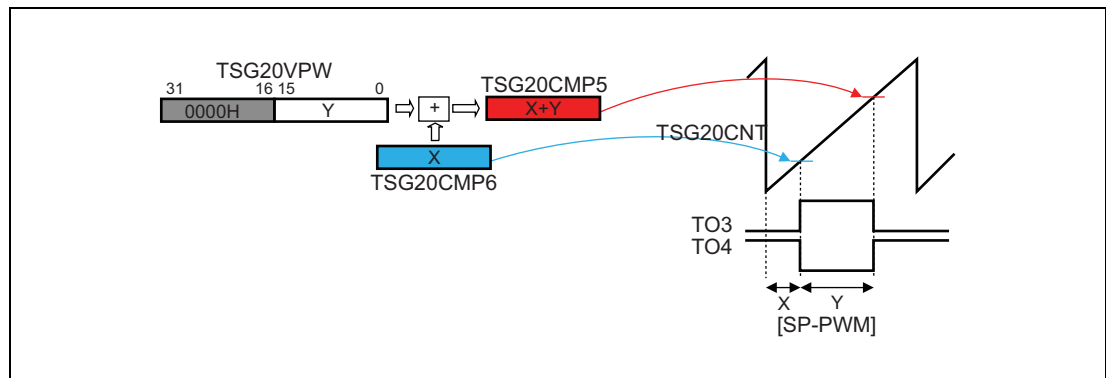 TSG20VPW
31 16 15 0
0000H Y
+
TSG20CMP5
X+Y
X
TSG20CMP6
TSG20CNT
TO3
TO4
X Y
[SP-PWM]